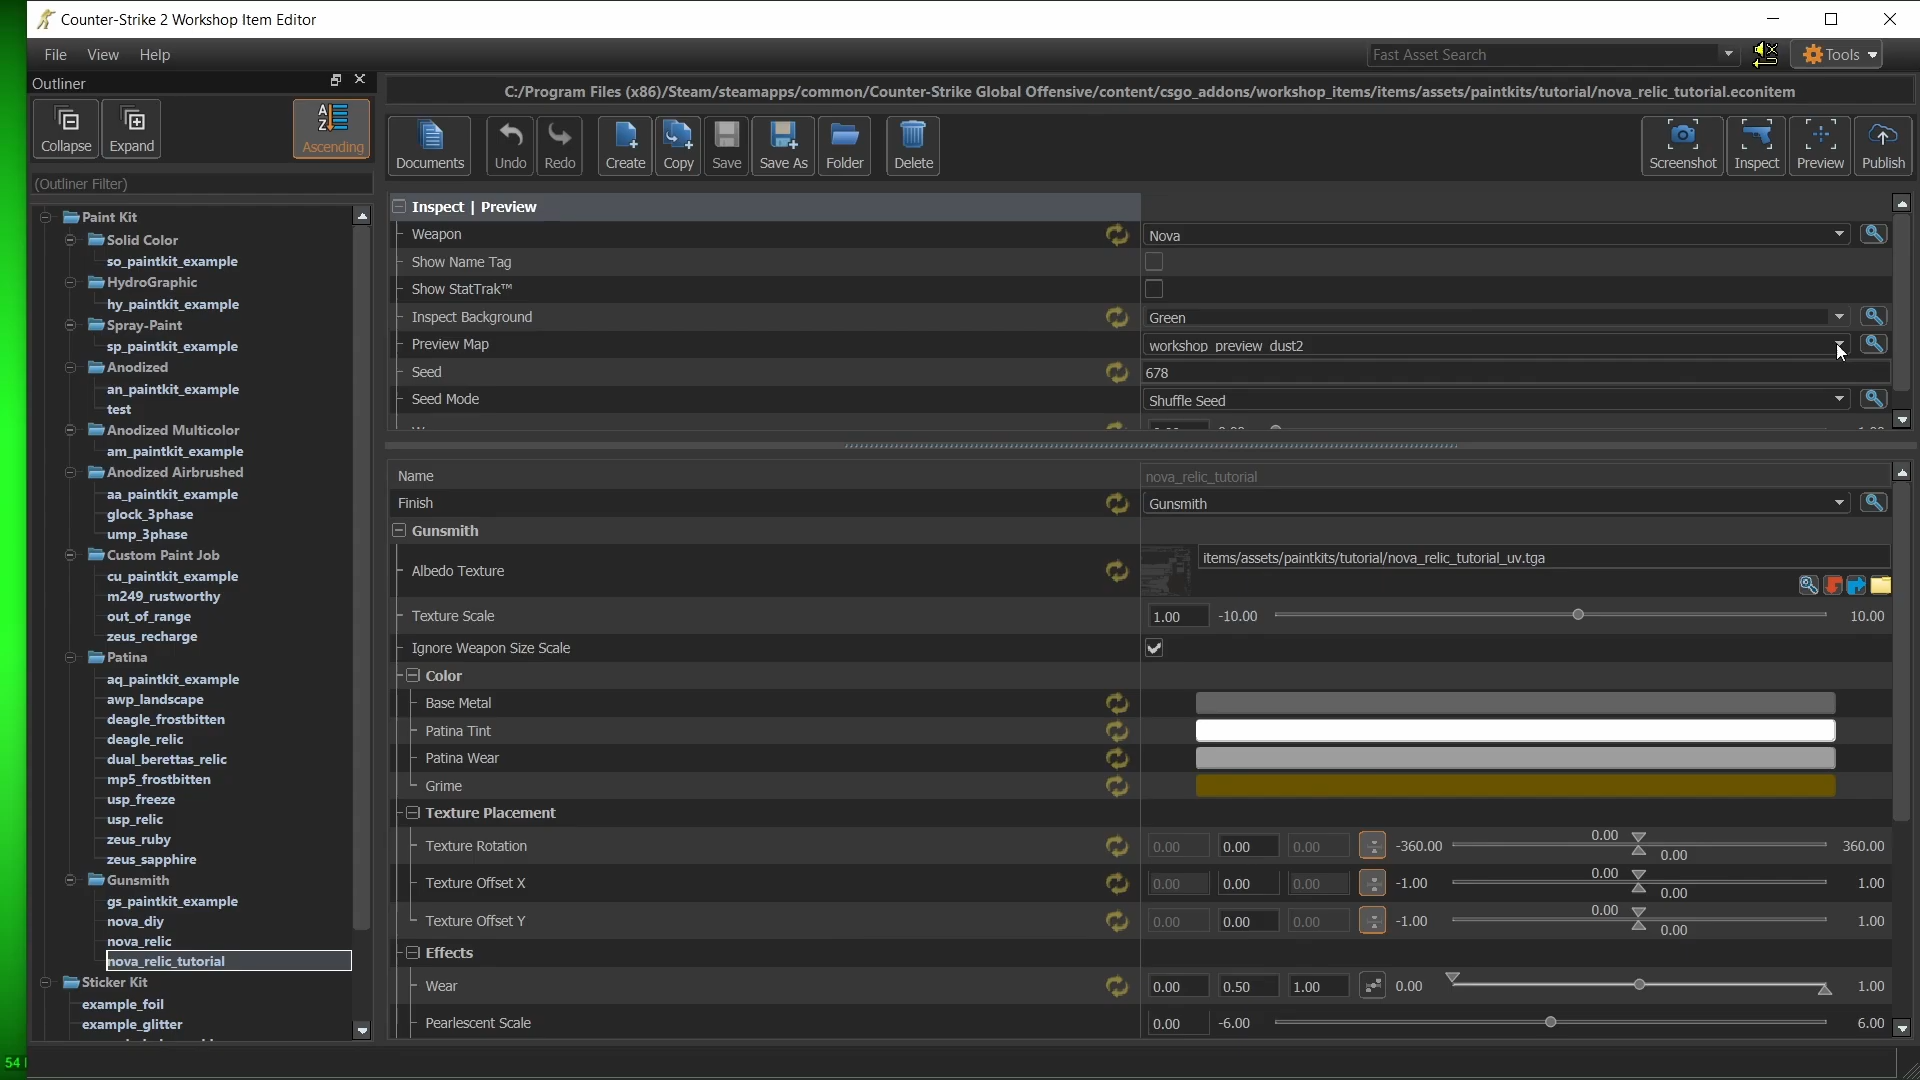 Counter-Strike 2 Workshop Item Editor
File View Help
Fast Asset Search
Tools
Outliner
Collapse Expand
A
Z
Ascending
(Outliner Filter)
Paint Kit
Solid Color
so_paintkit_example
HydroGraphic
hy_paintkit_example
Spray-Paint
sp_paintkit_example
Anodized
an_paintkit_example
test
Anodized Multicolor
am_paintkit_example
Anodized Airbrushed
aa_paintkit_example
glock_3phase
ump_3phase
Custom Paint Job
cu_paintkit_example
m249_rustworthy
out_of_range
zeus_recharge
Patina
aq_paintkit_example
awp_landscape
deagle_frostbitten
deagle_relic
dual_berettas_relic
mp5_frostbitten
usp_freeze
usp_relic
zeus_ruby
zeus_sapphire
Gunsmith
gs_paintkit_example
nova_diy
nova_relic
nova_relic_tutorial
Sticker Kit
example_foil
example_glitter
54
C:/Program Files (x86)/Steam/steamapps/common/Counter-Strike Global Offensive/content/csgo_addons/workshop_items/items/assets/paintkits/tutorial/nova_relic_tutorial.econitem
Documents Undo Redo Create Copy Save Save As Folder Delete Screenshot Inspect Preview Publish
Inspect | Preview
Weapon Nova
Show Name Tag
Show StatTrak™
Inspect Background Green
Preview Map workshop_preview_dust2
Seed 678
Seed Mode Shuffle Seed
Name nova_relic_tutorial
Finish Gunsmith
Gunsmith
Albedo Texture items/assets/paintkits/tutorial/nova_relic_tutorial_uv.tga
Texture Scale 1.00 -10.00 10.00
Ignore Weapon Size Scale
Color
Base Metal
Patina Tint
Patina Wear
Grime
Texture Placement
Texture Rotation 0.00 0.00 0.00 -360.00 0.00 0.00 360.00
Texture Offset X 0.00 0.00 0.00 -1.00 0.00 0.00 1.00
Texture Offset Y 0.00 0.00 0.00 -1.00 0.00 0.00 1.00
Effects
Wear 0.00 0.50 1.00 0.00 1.00
Pearlescent Scale 0.00 -6.00 6.00